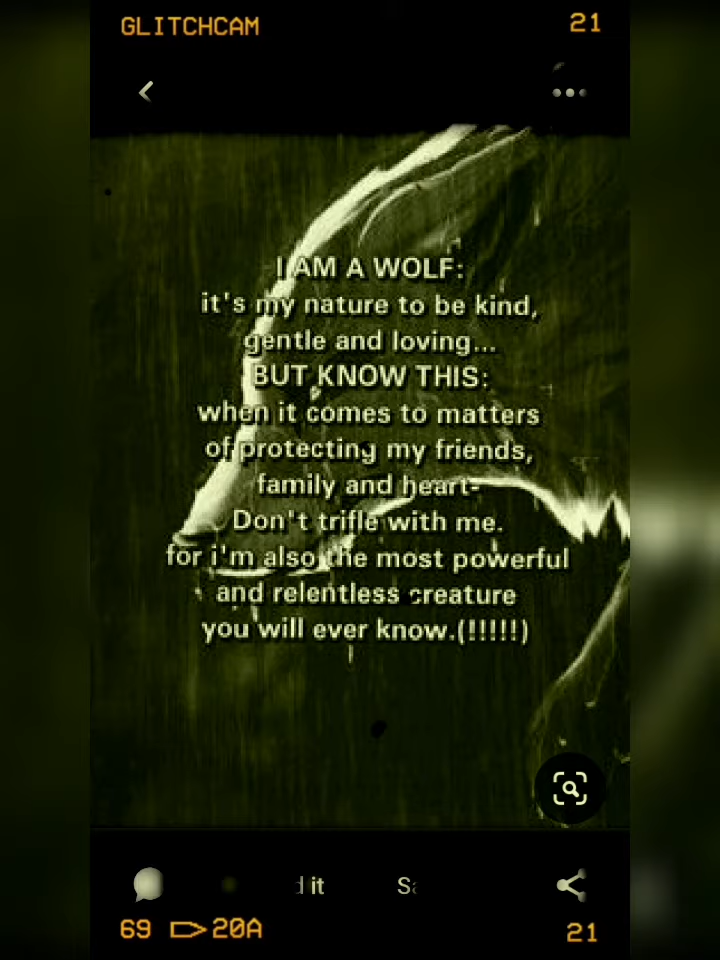 GLITCHCAM 21
I AM A WOLF:
it's my nature to be kind,
gentle and loving...
BUT KNOW THIS:
when it comes to matters
of protecting my friends,
family and heart-
Don't trifle with me.
for i'm also the most powerful
and relentless creature
you will ever know.(!!!!!)
69 20A 21